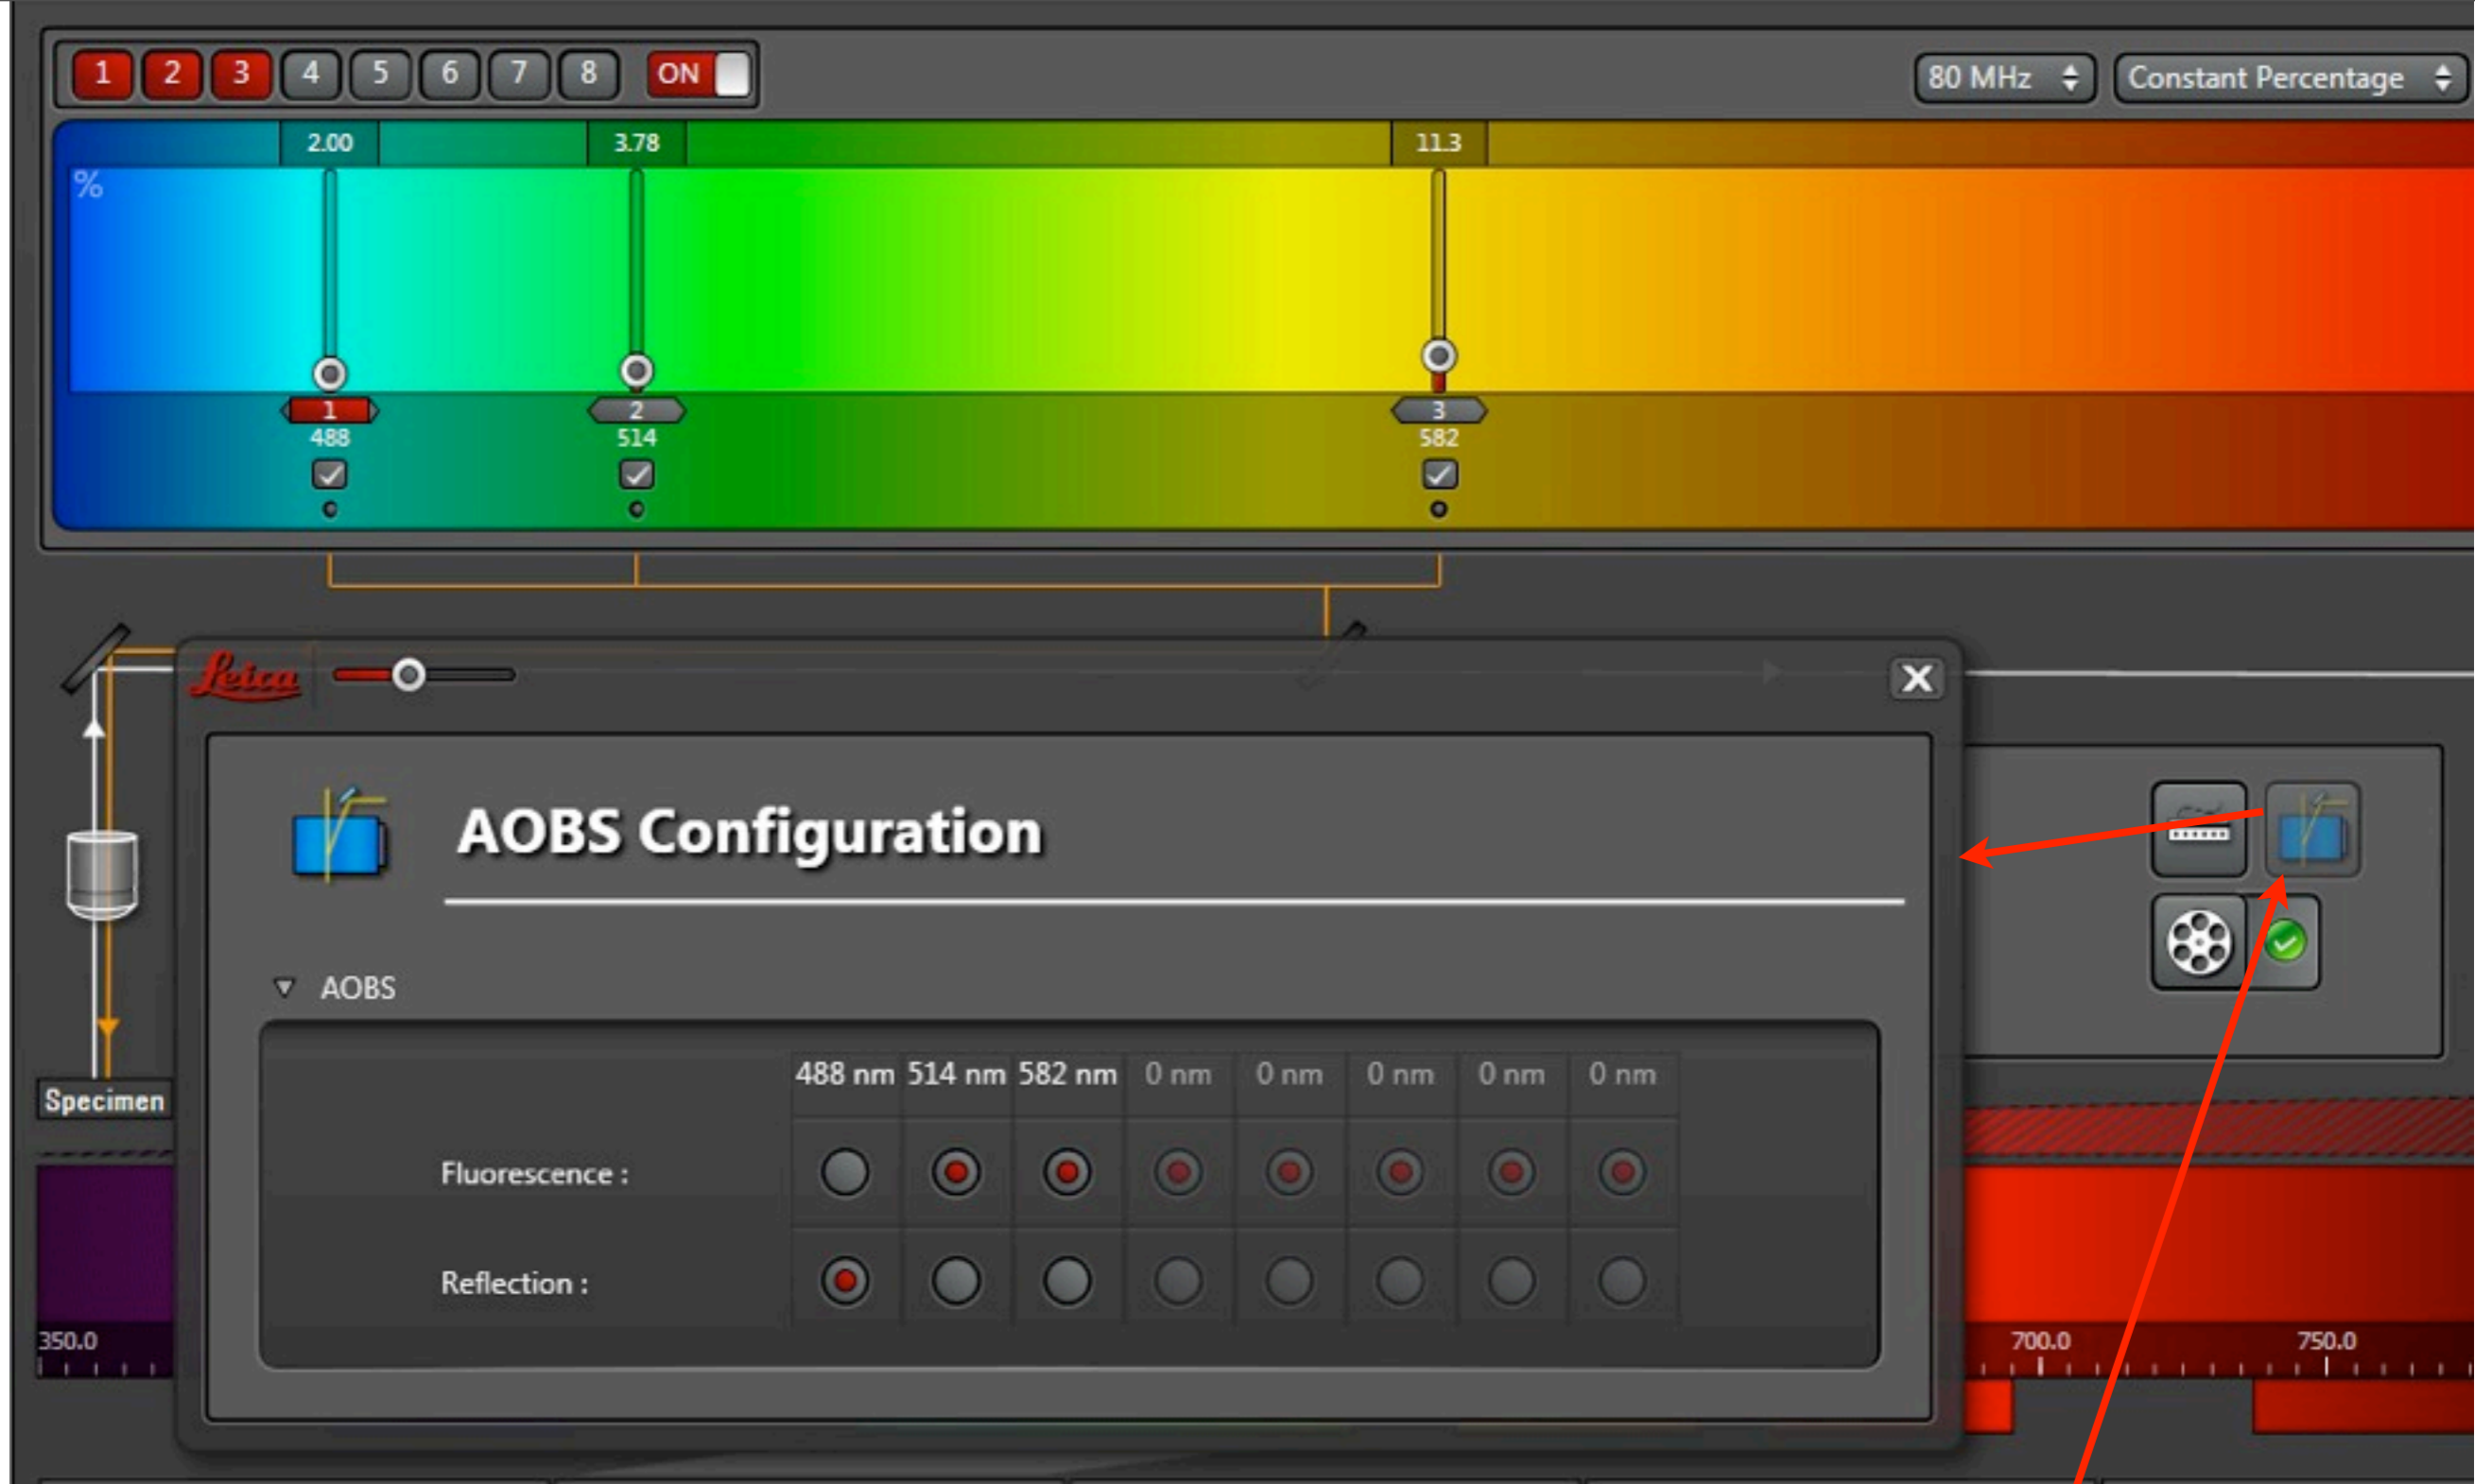 1 2 3 4 5 6 7 8 ON 80 MHz Constant Percentage
2.00 3.78 11.3
%
1 2 3
488 514 582
Leica X
AOBS Configuration
AOBS
488 nm 514 nm 582 nm 0 nm 0 nm 0 nm 0 nm 0 nm
Specimen
Fluorescence :
Reflection :
350.0 700.0 750.0